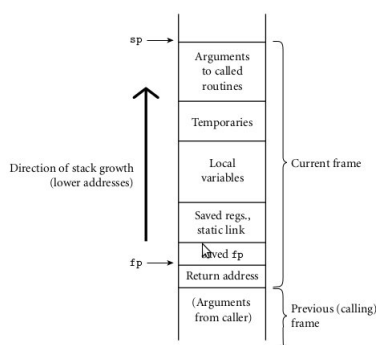 sp
Arguments
to called
routines
Temporaries
Direction of stack growth
(lower addresses)
Local
variables
Current frame
Saved regs.,
static link
fp
fp
Return address
(Arguments
from caller)
Previous (calling)
frame